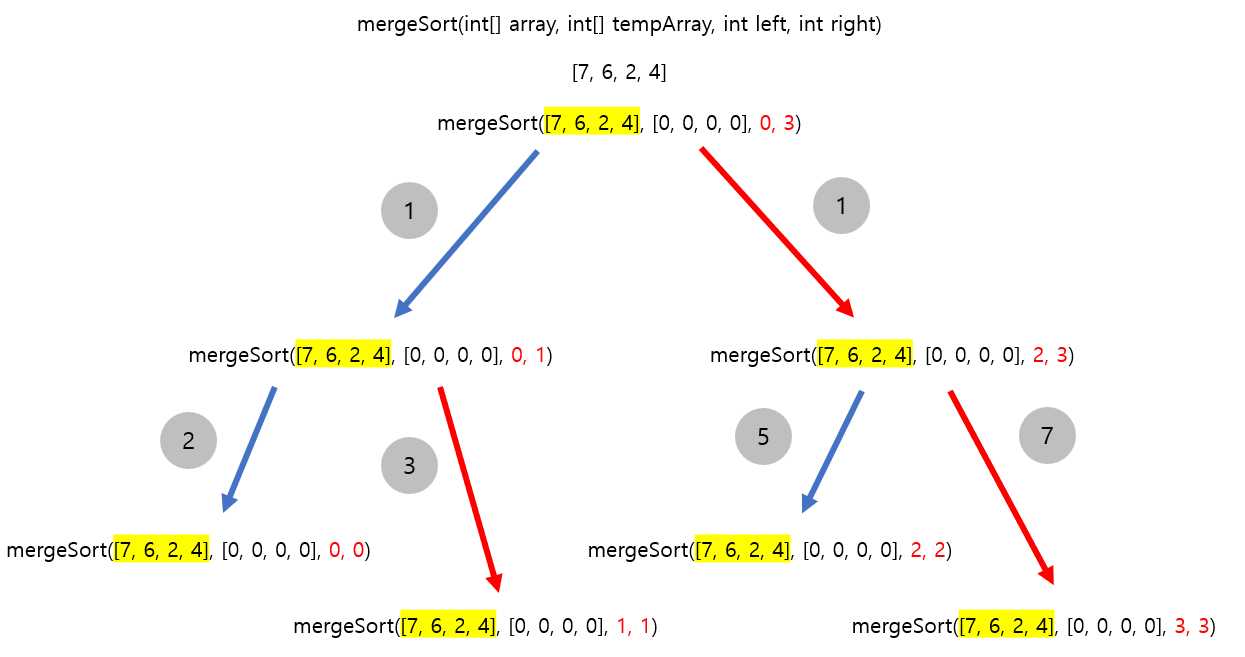 mergeSort(int[] array, int[] tempArray, int left, int right)
[7, 6, 2, 4]
mergeSort([7, 6, 2, 4], [0, 0, 0, 0], 0, 3)
1
1
mergeSort([7, 6, 2, 4], [0, 0, 0, 0], 0, 1)
mergeSort([7, 6, 2, 4], [0, 0, 0, 0], 2, 3)
2
3
5
7
mergeSort([7, 6, 2, 4], [0, 0, 0, 0], 0, 0)
mergeSort([7, 6, 2, 4], [0, 0, 0, 0], 2, 2)
mergeSort([7, 6, 2, 4], [0, 0, 0, 0], 1, 1)
mergeSort([7, 6, 2, 4], [0, 0, 0, 0], 3, 3)